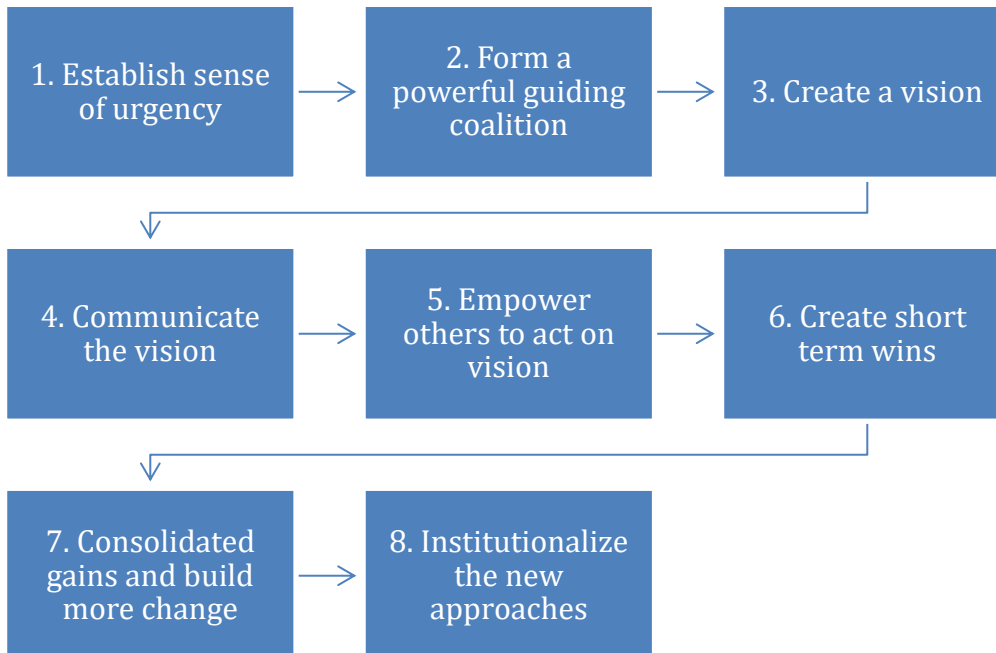 1. Establish sense
of urgency
2. Form a
powerful guiding
coalition
3. Create a vision
4. Communicate
the vision
5. Empower
others to act on
vision
6. Create short
term wins
7. Consolidated
gains and build
more change
8. Institutionalize
the new
approaches